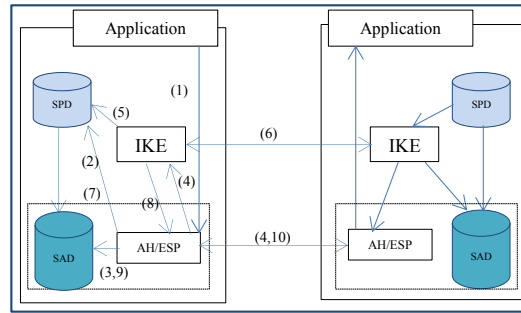 Application
Application
(1)
SPD
SPD
(5)
(6)
IKE
IKE
(2)
(4)
(7)
(8)
(4,10)
AH/ESP
AH/ESP
SAD
SAD
(3,9)